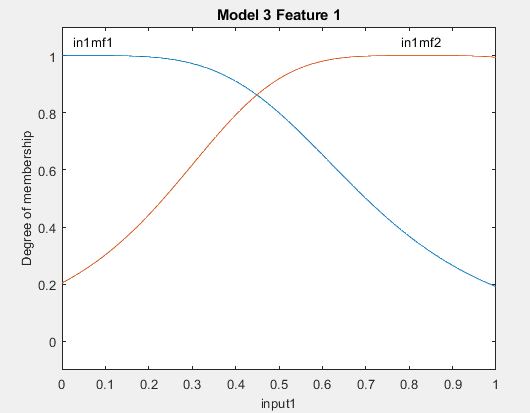 Model 3 Feature 1
in1mf1
in1mf2
1
0.8
0.6
0.4
0.2
0
Degree of membership
0 0.1 0.2 0.3 0.4 0.5 0.6 0.7 0.8 0.9 1
input1